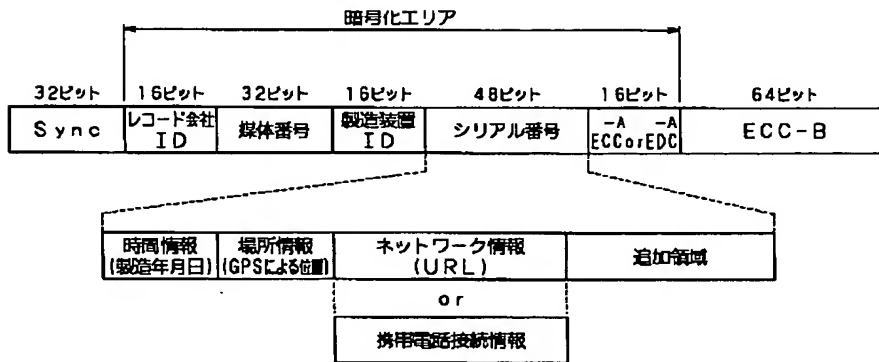 暗号化エリア
32ビット 16ビット 32ビット 16ビット 48ビット 16ビット 64ビット
Sync レコード会社 ID 媒体番号 製造装置 ID シリアル番号 -A -A ECCorEDC ECC-B
時間情報 (製造年月日) 場所情報 (GPSによる位置) ネットワーク情報 (URL) 追加領域
or
携帯電話接続情報